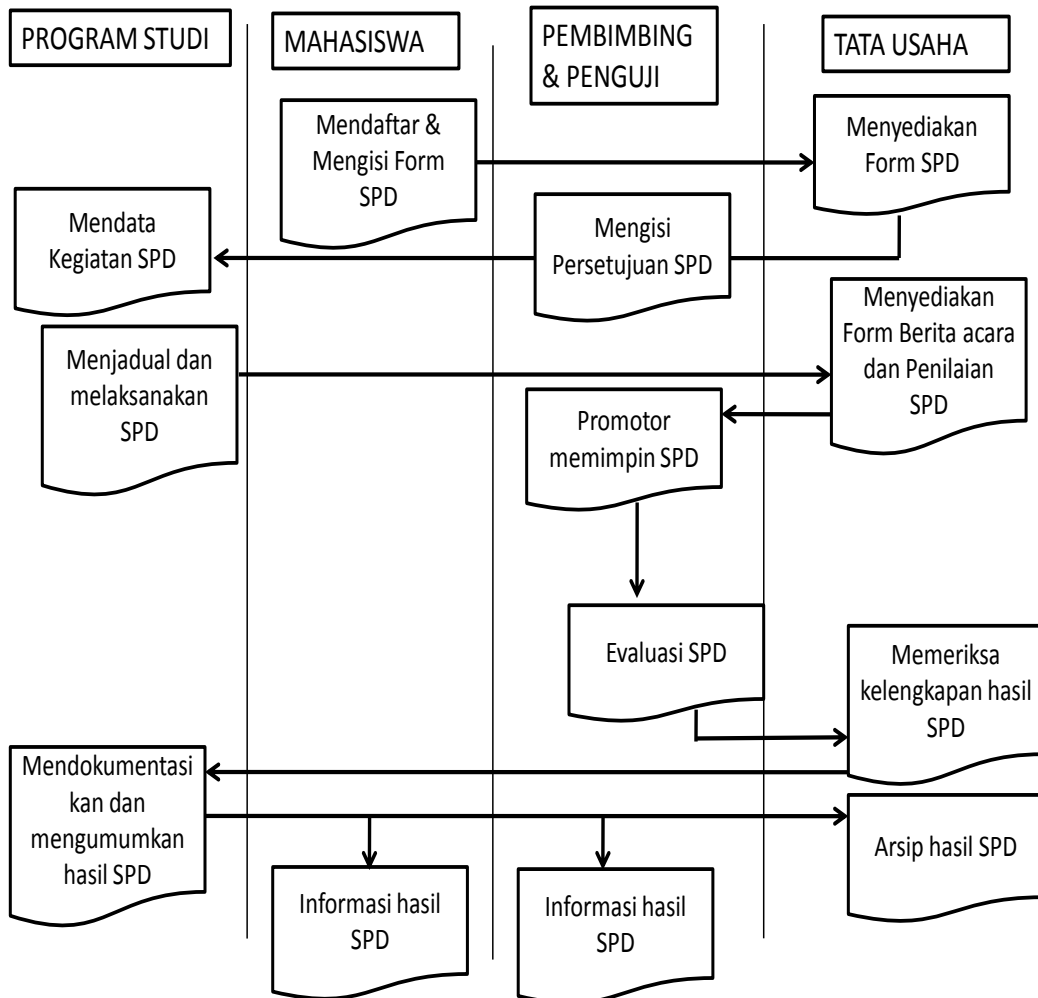 PROGRAM STUDI
MAHASISWA
PEMBIMBING
& PENGUJI
TATA USAHA
Mendaftar &
Mengisi Form
SPD
Menyediakan
Form SPD
Mendata
Kegiatan SPD
Mengisi
Persetujuan SPD
Menyediakan
Form Berita acara
dan Penilaian
SPD
Menjadual dan
melaksanakan
SPD
Promotor
memimpin SPD
Evaluasi SPD
Memeriksa
kelengkapan hasil
SPD
Mendokumentasi
kan dan
mengumumkan
hasil SPD
Arsip hasil SPD
Informasi hasil
SPD
Informasi hasil
SPD